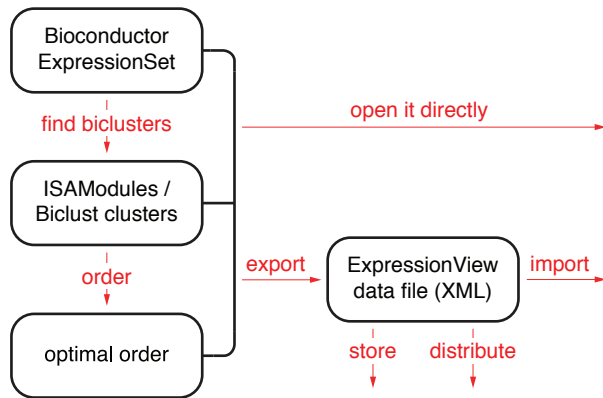 Bioconductor
ExpressionSet
find biclusters
open it directly
ISAModules /
Biclust clusters
order
export
ExpressionView
data file (XML)
import
optimal order
store
distribute